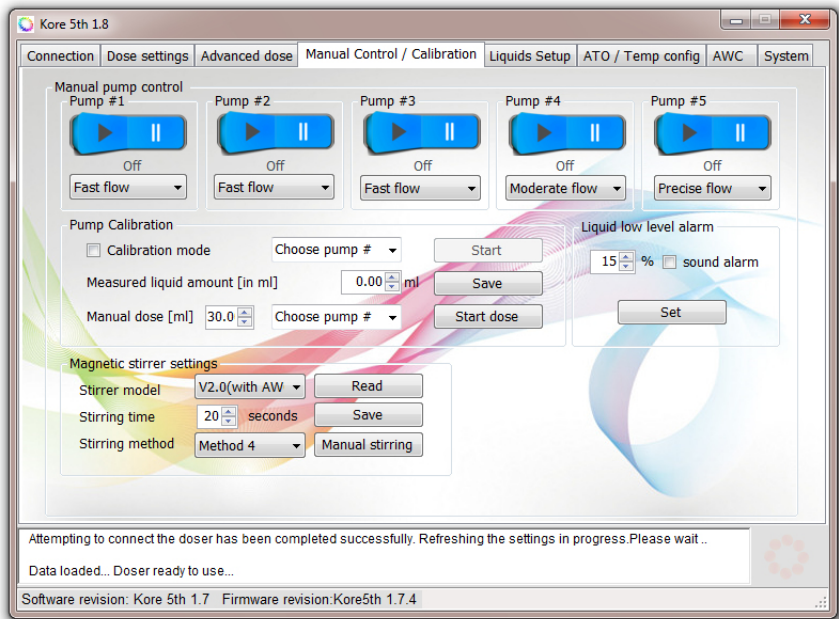 Kore 5th 1.8
Connection Dose settings Advanced dose Manual Control / Calibration Liquids Setup ATO / Temp config AWC System
Manual pump control
Pump #1 Pump #2 Pump #3 Pump #4 Pump #5
Off Off Off Off Off
Fast flow Fast flow Fast flow Moderate flow Precise flow
Pump Calibration Liquid low level alarm
Calibration mode Choose pump # Start
15 % sound alarm
Measured liquid amount [in ml] 0.00 ml Save
Manual dose [ml] 30.0 Choose pump # Start dose Set
Magnetic stirrer settings
Stirrer model V2.0(with AW Read
Stirring time 20 seconds Save
Stirring method Method 4 Manual stirring
Attempting to connect the doser has been completed successfully. Refreshing the settings in progress.Please wait ..
Data loaded... Doser ready to use...
Software revision: Kore 5th 1.7 Firmware revision:Kore5th 1.7.4